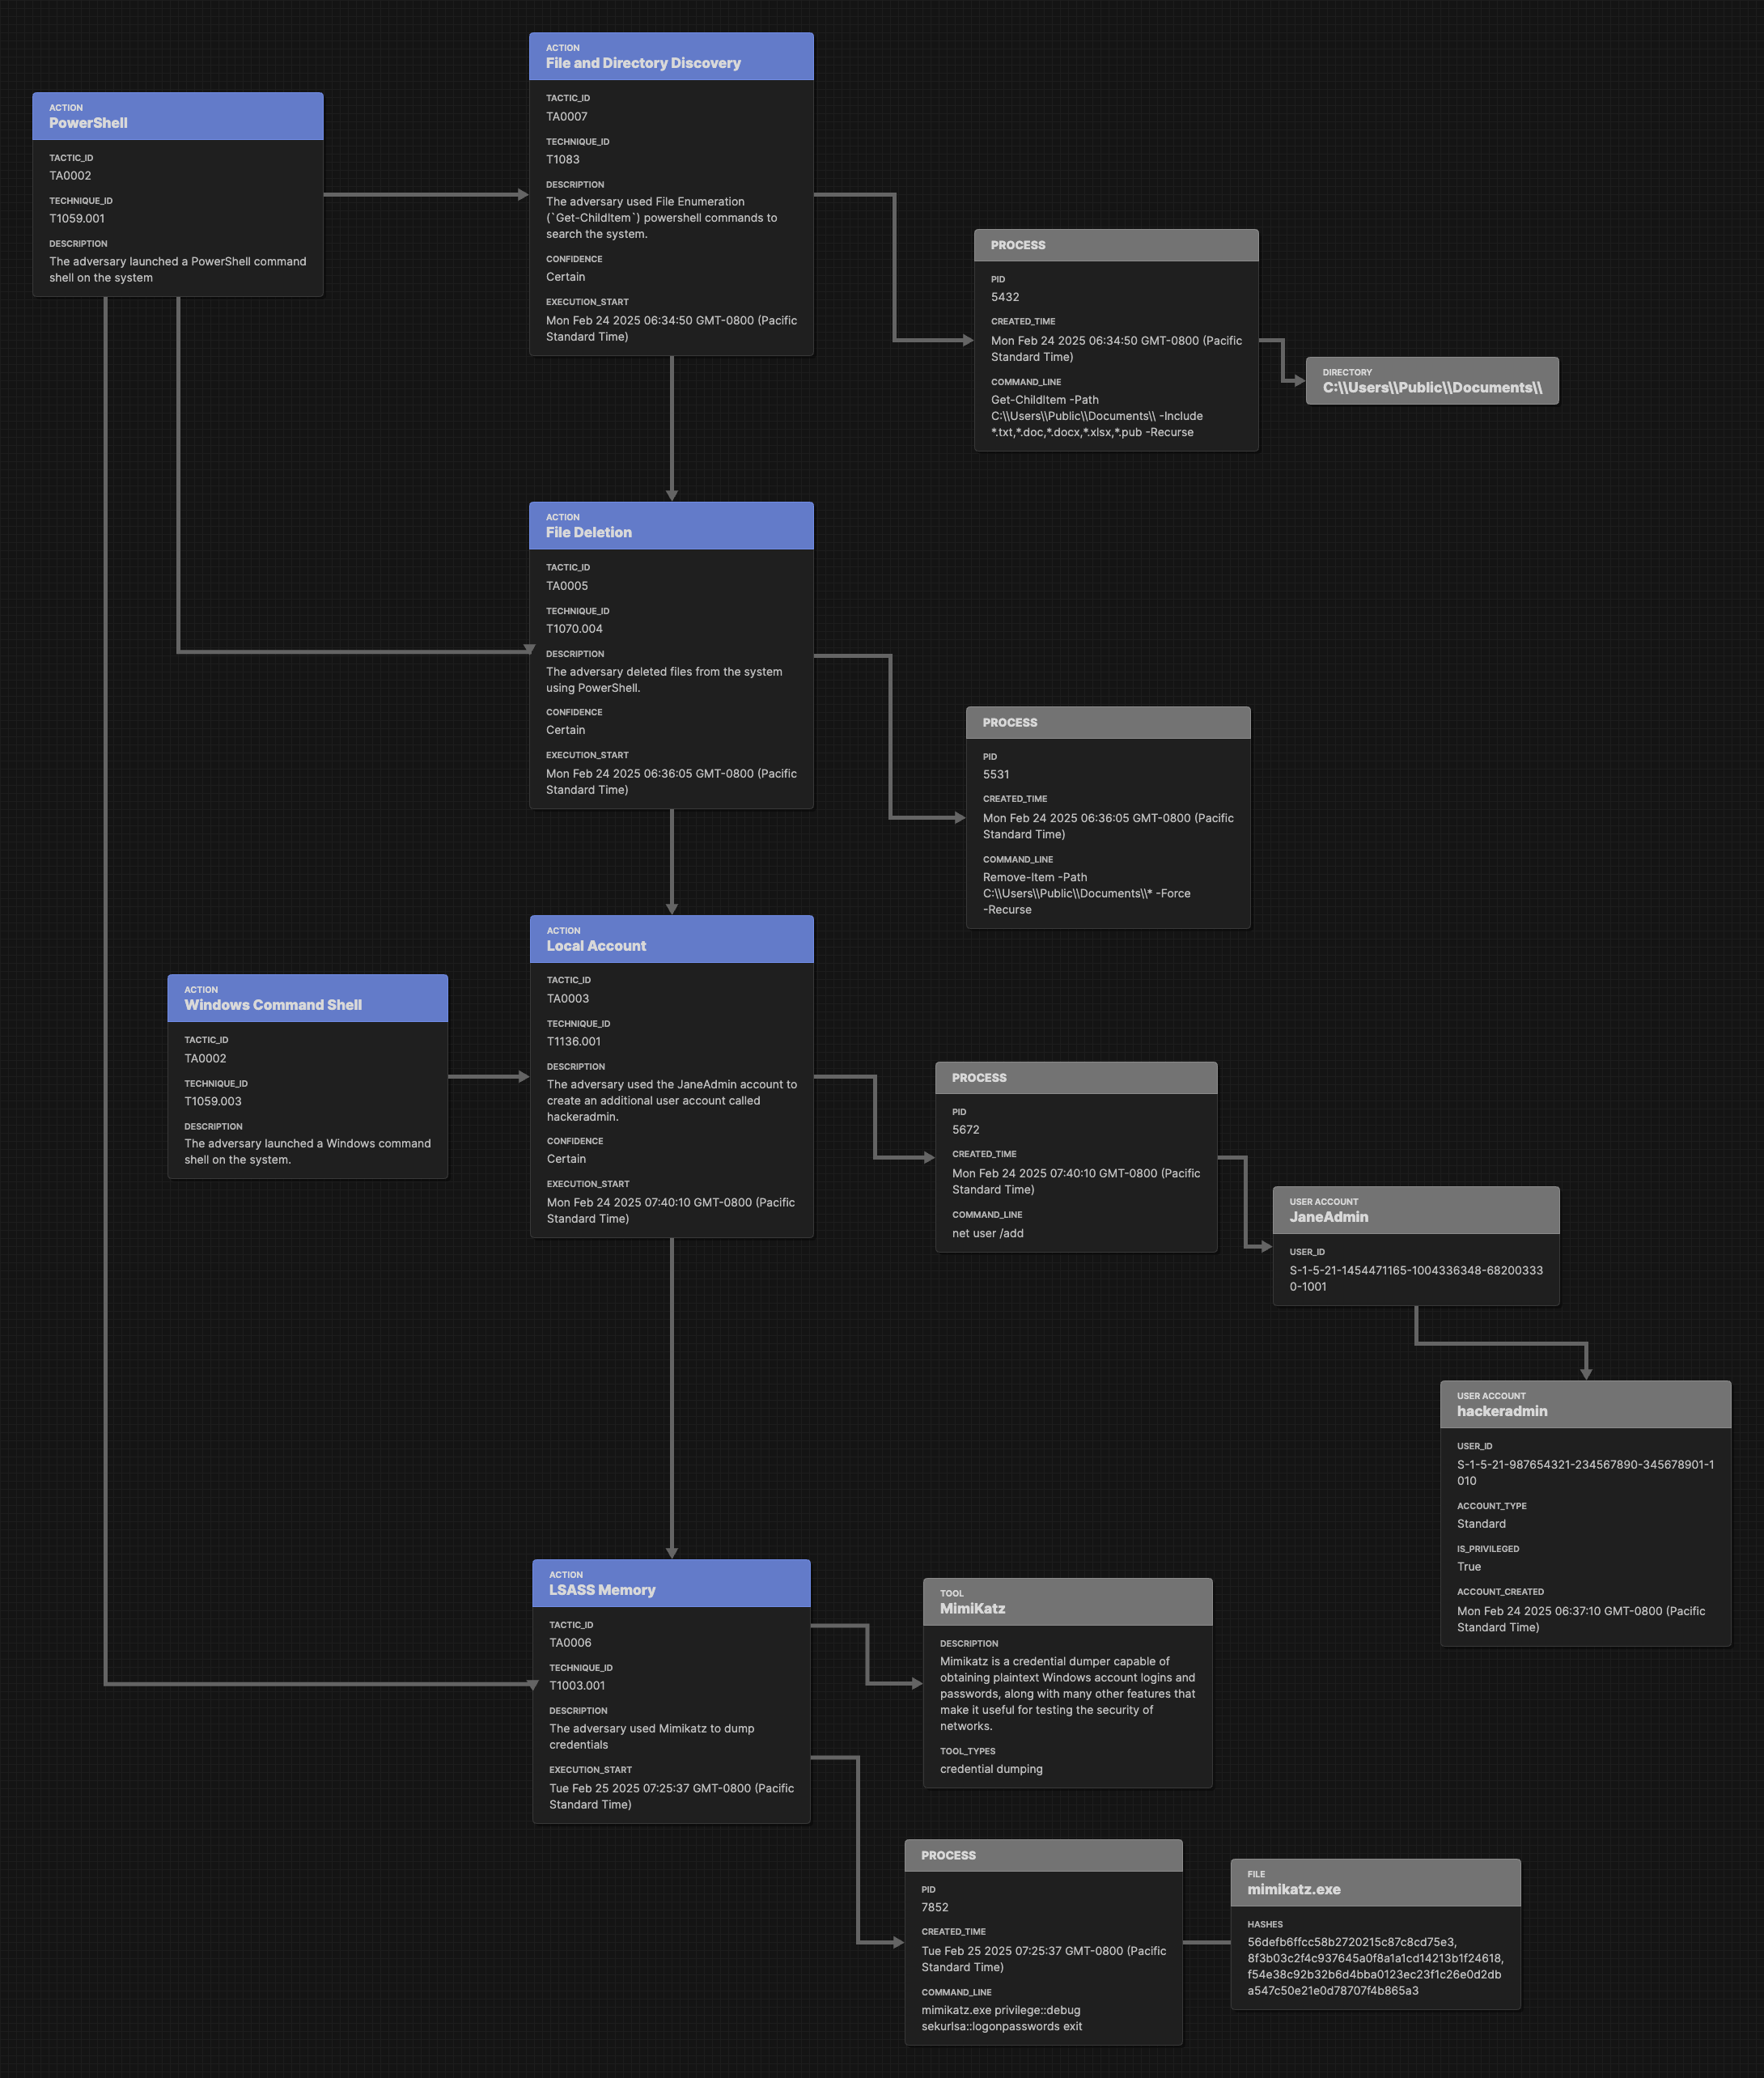 ACTION
File and Directory Discovery
TACTIC_ID
TA0007
TECHNIQUE_ID
T1083
DESCRIPTION
The adversary used File Enumeration
(`Get-ChildItem`) powershell commands to
search the system.
CONFIDENCE
Certain
EXECUTION_START
Mon Feb 24 2025 06:34:50 GMT-0800 (Pacific
Standard Time)
ACTION
PowerShell
TACTIC_ID
TA0002
TECHNIQUE_ID
T1059.001
DESCRIPTION
The adversary launched a PowerShell command
shell on the system
PROCESS
PID
5432
CREATED_TIME
Mon Feb 24 2025 06:34:50 GMT-0800 (Pacific
Standard Time)
COMMAND_LINE
Get-ChildItem -Path
C:\\Users\\Public\\Documents\\ -Include
*.txt,*.doc,*.docx,*.xlsx,*.pub -Recurse
DIRECTORY
C:\\Users\\Public\\Documents\\
ACTION
File Deletion
TACTIC_ID
TA0005
TECHNIQUE_ID
T1070.004
DESCRIPTION
The adversary deleted files from the system
using PowerShell.
CONFIDENCE
Certain
EXECUTION_START
Mon Feb 24 2025 06:36:05 GMT-0800 (Pacific
Standard Time)
PROCESS
PID
5531
CREATED_TIME
Mon Feb 24 2025 06:36:05 GMT-0800 (Pacific
Standard Time)
COMMAND_LINE
Remove-Item -Path
C:\\Users\\Public\\Documents\\* -Force
-Recurse
ACTION
Local Account
TACTIC_ID
TA0003
TECHNIQUE_ID
T1136.001
DESCRIPTION
The adversary used the JaneAdmin account to
create an additional user account called
hackeradmin.
CONFIDENCE
Certain
EXECUTION_START
Mon Feb 24 2025 07:40:10 GMT-0800 (Pacific
Standard Time)
ACTION
Windows Command Shell
TACTIC_ID
TA0002
TECHNIQUE_ID
T1059.003
DESCRIPTION
The adversary launched a Windows command
shell on the system.
PROCESS
PID
5672
CREATED_TIME
Mon Feb 24 2025 07:40:10 GMT-0800 (Pacific
Standard Time)
COMMAND_LINE
net user /add
USER ACCOUNT
JaneAdmin
USER_ID
S-1-5-21-1454471165-1004336348-68200333
0-1001
USER ACCOUNT
hackeradmin
USER_ID
S-1-5-21-987654321-234567890-345678901-1
010
ACCOUNT_TYPE
Standard
IS_PRIVILEGED
True
ACCOUNT_CREATED
Mon Feb 24 2025 06:37:10 GMT-0800 (Pacific
Standard Time)
ACTION
LSASS Memory
TACTIC_ID
TA0006
TECHNIQUE_ID
T1003.001
DESCRIPTION
The adversary used Mimikatz to dump
credentials
EXECUTION_START
Tue Feb 25 2025 07:25:37 GMT-0800 (Pacific
Standard Time)
TOOL
MimiKatz
DESCRIPTION
Mimikatz is a credential dumper capable of
obtaining plaintext Windows account logins and
passwords, along with many other features that
make it useful for testing the security of
networks.
TOOL_TYPES
credential dumping
PROCESS
PID
7852
CREATED_TIME
Tue Feb 25 2025 07:25:37 GMT-0800 (Pacific
Standard Time)
COMMAND_LINE
mimikatz.exe privilege::debug
sekurlsa::logonpasswords exit
FILE
mimikatz.exe
HASHES
56defb6ffcc58b2720215c87c8cd75e3,
8f3b03c2f4c937645a0f8a1a1cd14213b1f24618,
f54e38c92b32b6d4bba0123ec23f1c26e0d2db
a547c50e21e0d78707f4b865a3